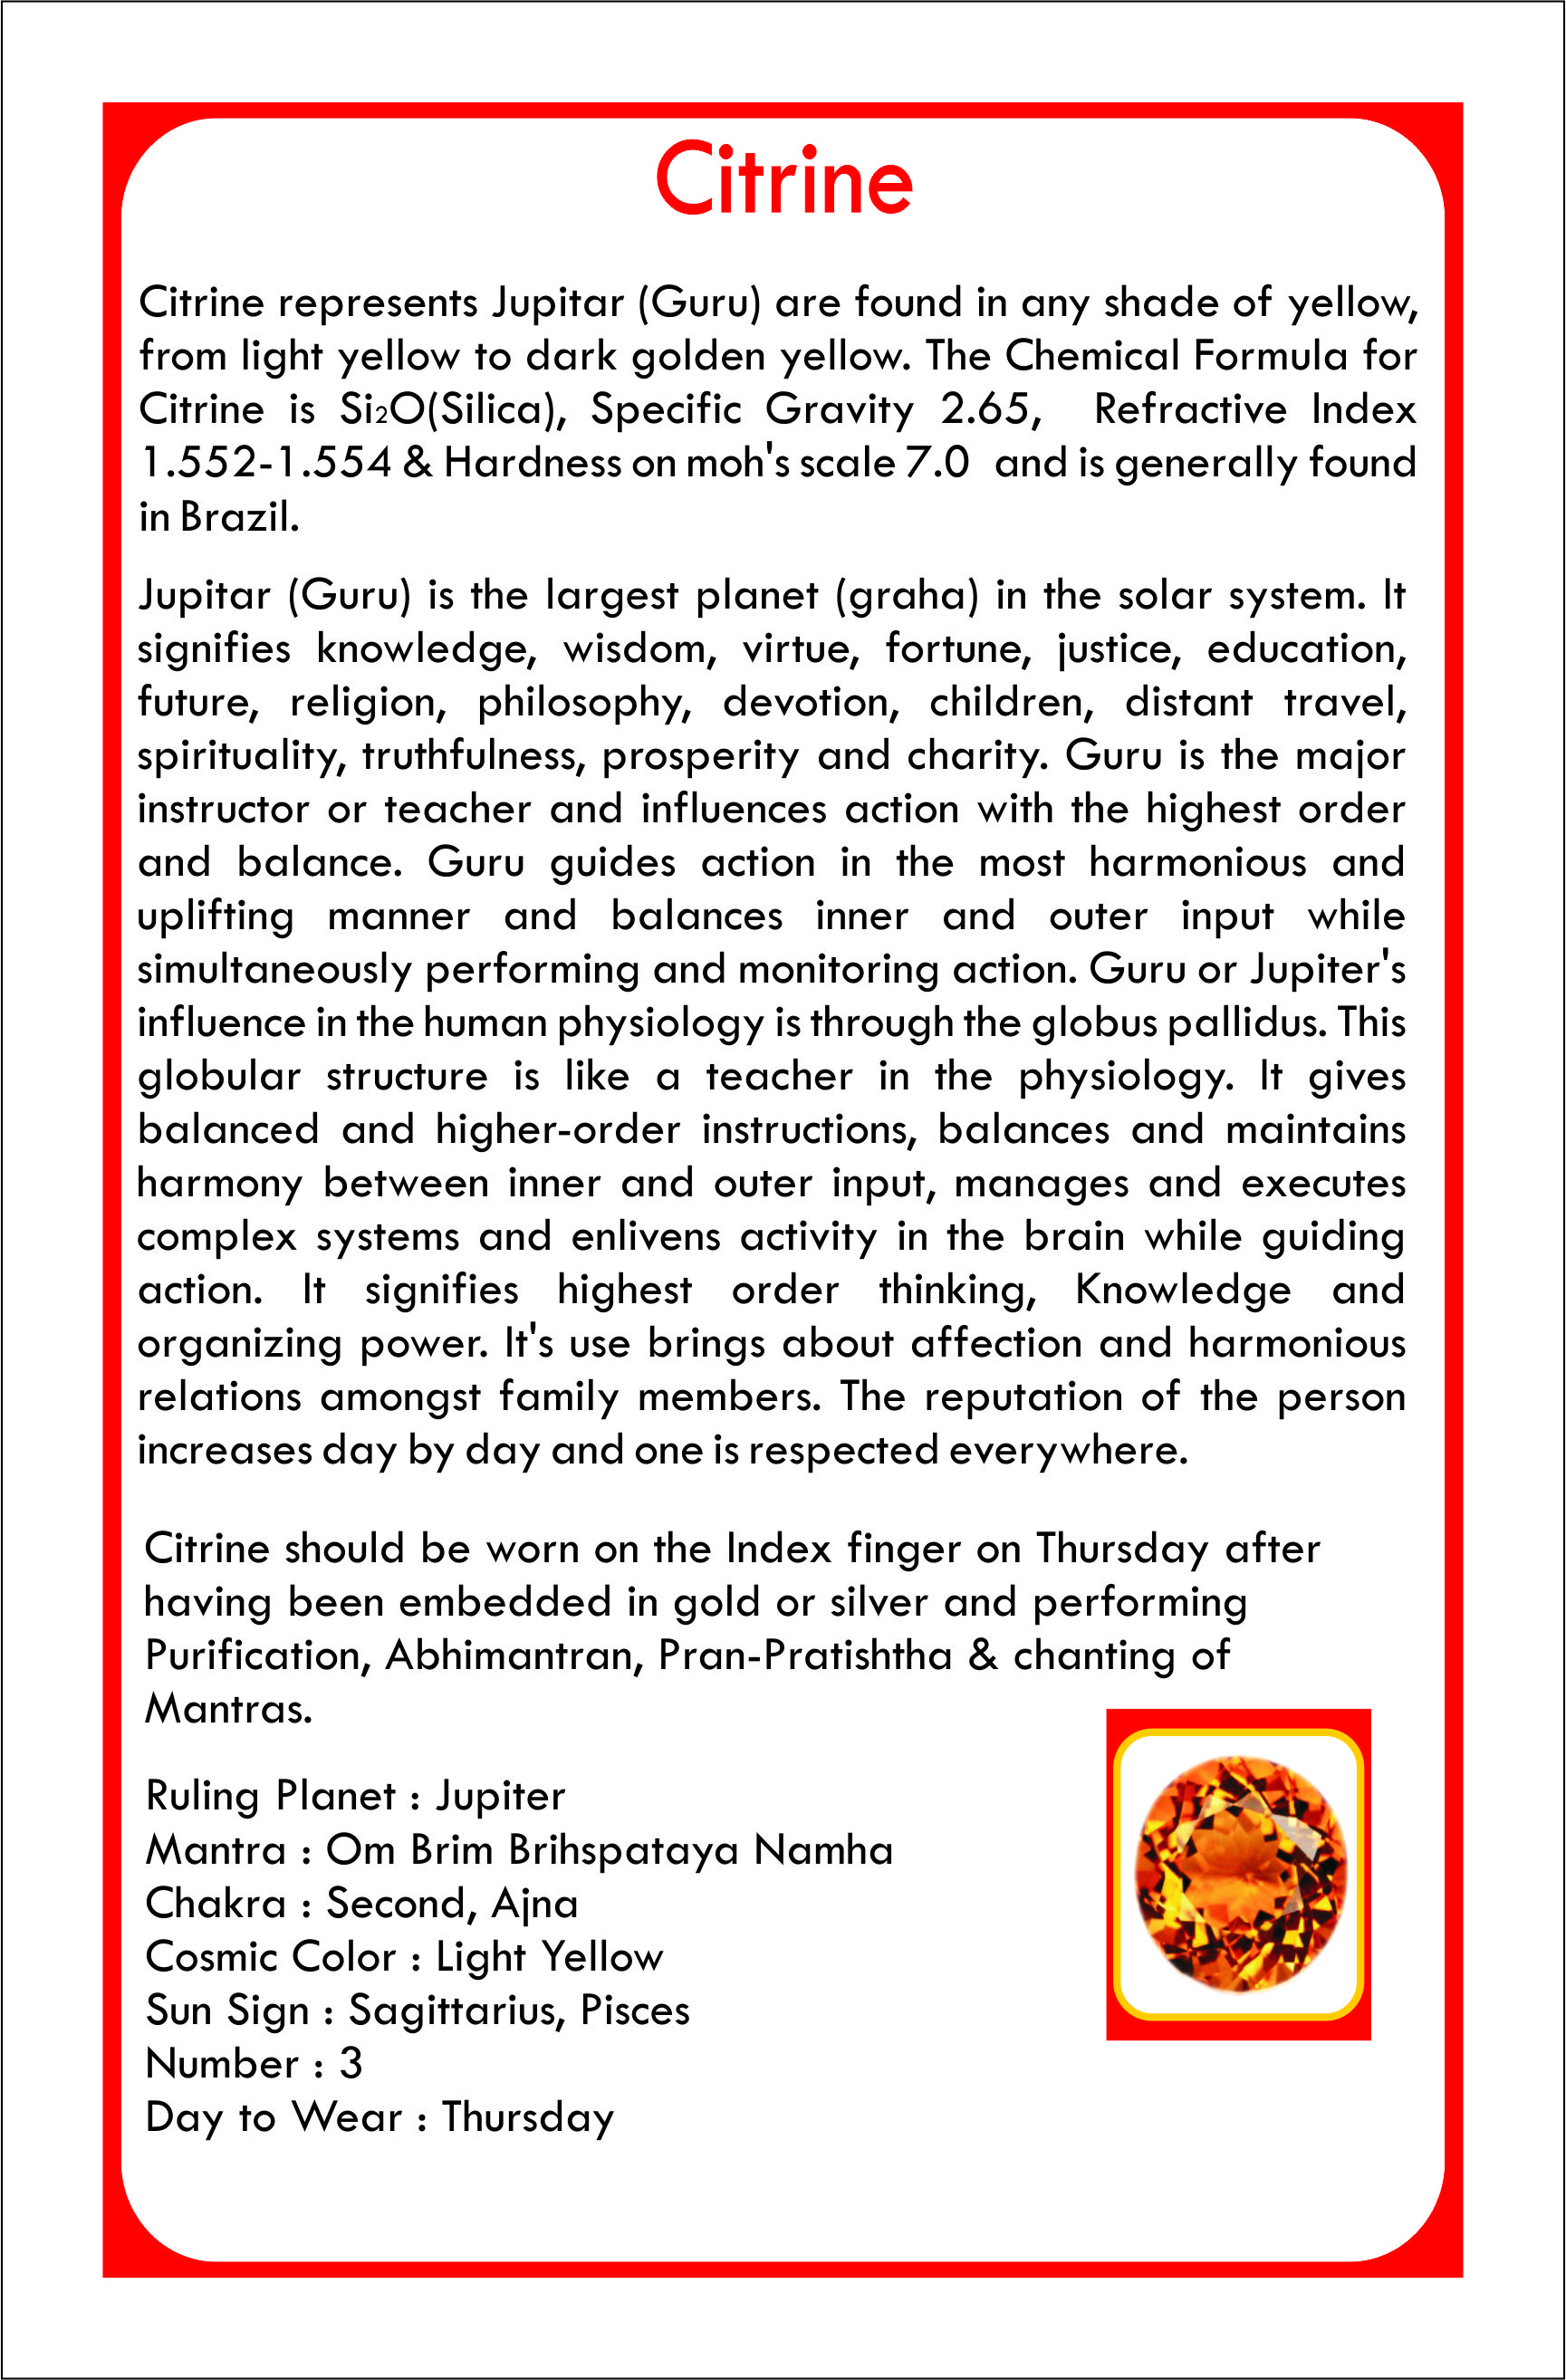 Citrine
Citrine represents Jupitar (Guru) are found in any shade of yellow,
from light yellow to dark golden yellow. The Chemical Formula for
Citrine is Si₂O(Silica), Specific Gravity 2.65, Refractive Index
1.552-1.554 & Hardness on moh's scale 7.0 and is generally found
in Brazil.
Jupitar (Guru) is the largest planet (graha) in the solar system. It
signifies knowledge, wisdom, virtue, fortune, justice, education,
future, religion, philosophy, devotion, children, distant travel,
spirituality, truthfulness, prosperity and charity. Guru is the major
instructor or teacher and influences action with the highest order
and balance. Guru guides action in the most harmonious and
uplifting manner and balances inner and outer input while
simultaneously performing and monitoring action. Guru or Jupiter's
influence in the human physiology is through the globus pallidus. This
globular structure is like a teacher in the physiology. It gives
balanced and higher-order instructions, balances and maintains
harmony between inner and outer input, manages and executes
complex systems and enlivens activity in the brain while guiding
action. It signifies highest order thinking, Knowledge and
organizing power. It's use brings about affection and harmonious
relations amongst family members. The reputation of the person
increases day by day and one is respected everywhere.
Citrine should be worn on the Index finger on Thursday after
having been embedded in gold or silver and performing
Purification, Abhimantran, Pran-Pratishtha & chanting of
Mantras.
Ruling Planet : Jupiter
Mantra : Om Brim Brihspataya Namha
Chakra : Second, Ajna
Cosmic Color : Light Yellow
Sun Sign : Sagittarius, Pisces
Number : 3
Day to Wear : Thursday